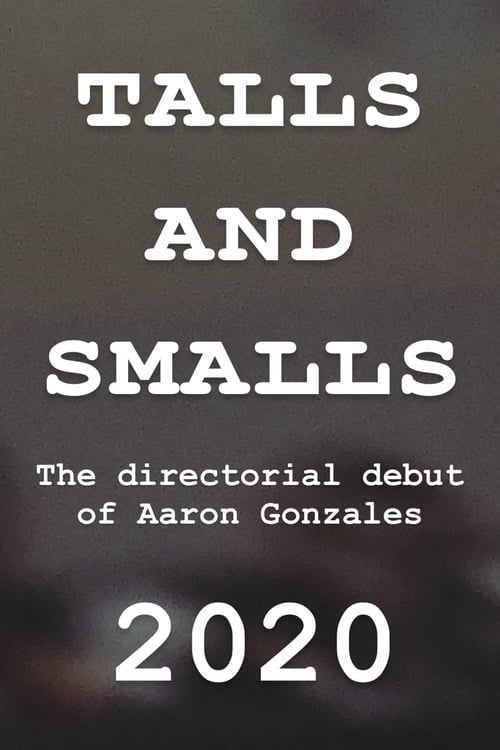 TALLS
AND
SMALLS
The directorial debut
of Aaron Gonzales
2020